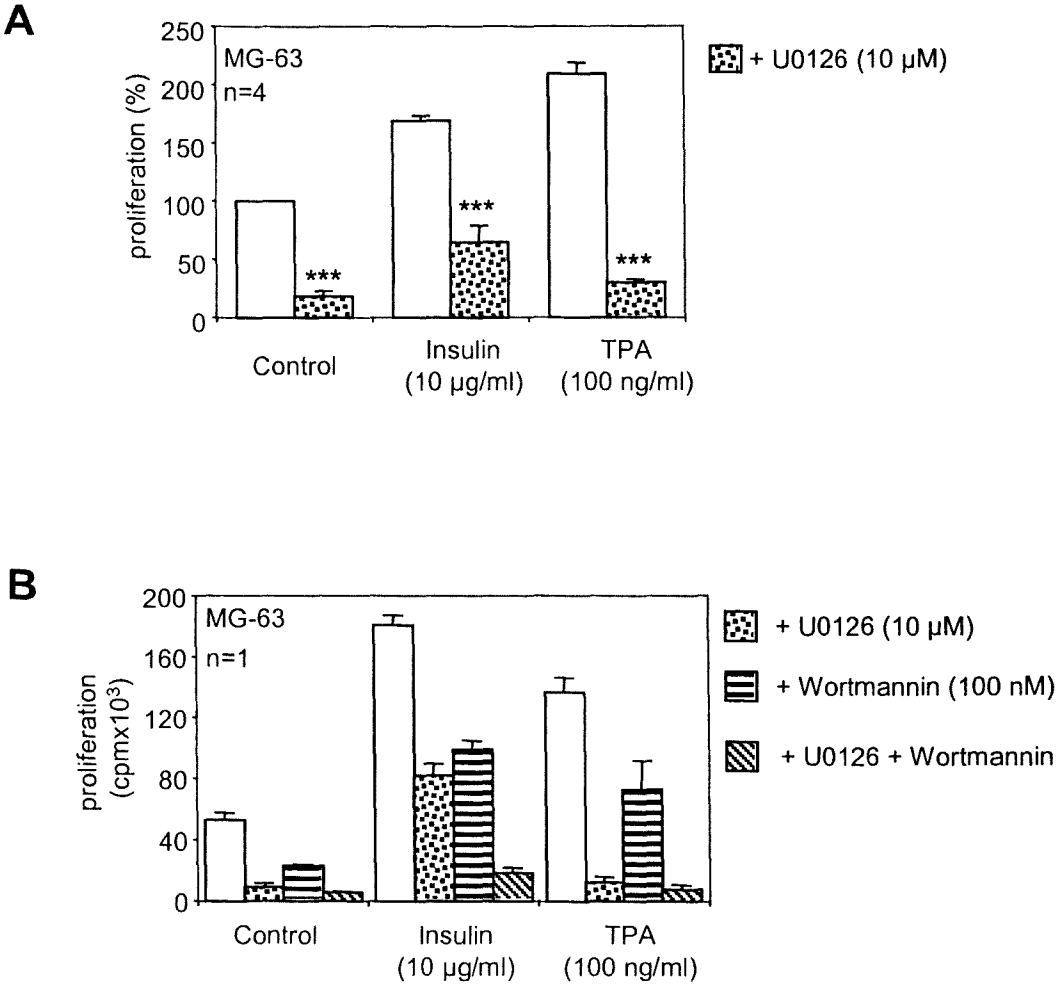 A
250
200
150
100
50
0
proliferation (%)
MG-63
n=4
***
***
***
Control
Insulin
(10 µg/ml)
TPA
(100 ng/ml)
+ U0126 (10 µM)
B
200
160
120
80
40
0
proliferation
(cpmx10³)
MG-63
n=1
Control
Insulin
(10 µg/ml)
TPA
(100 ng/ml)
+ U0126 (10 µM)
+ Wortmannin (100 nM)
+ U0126 + Wortmannin